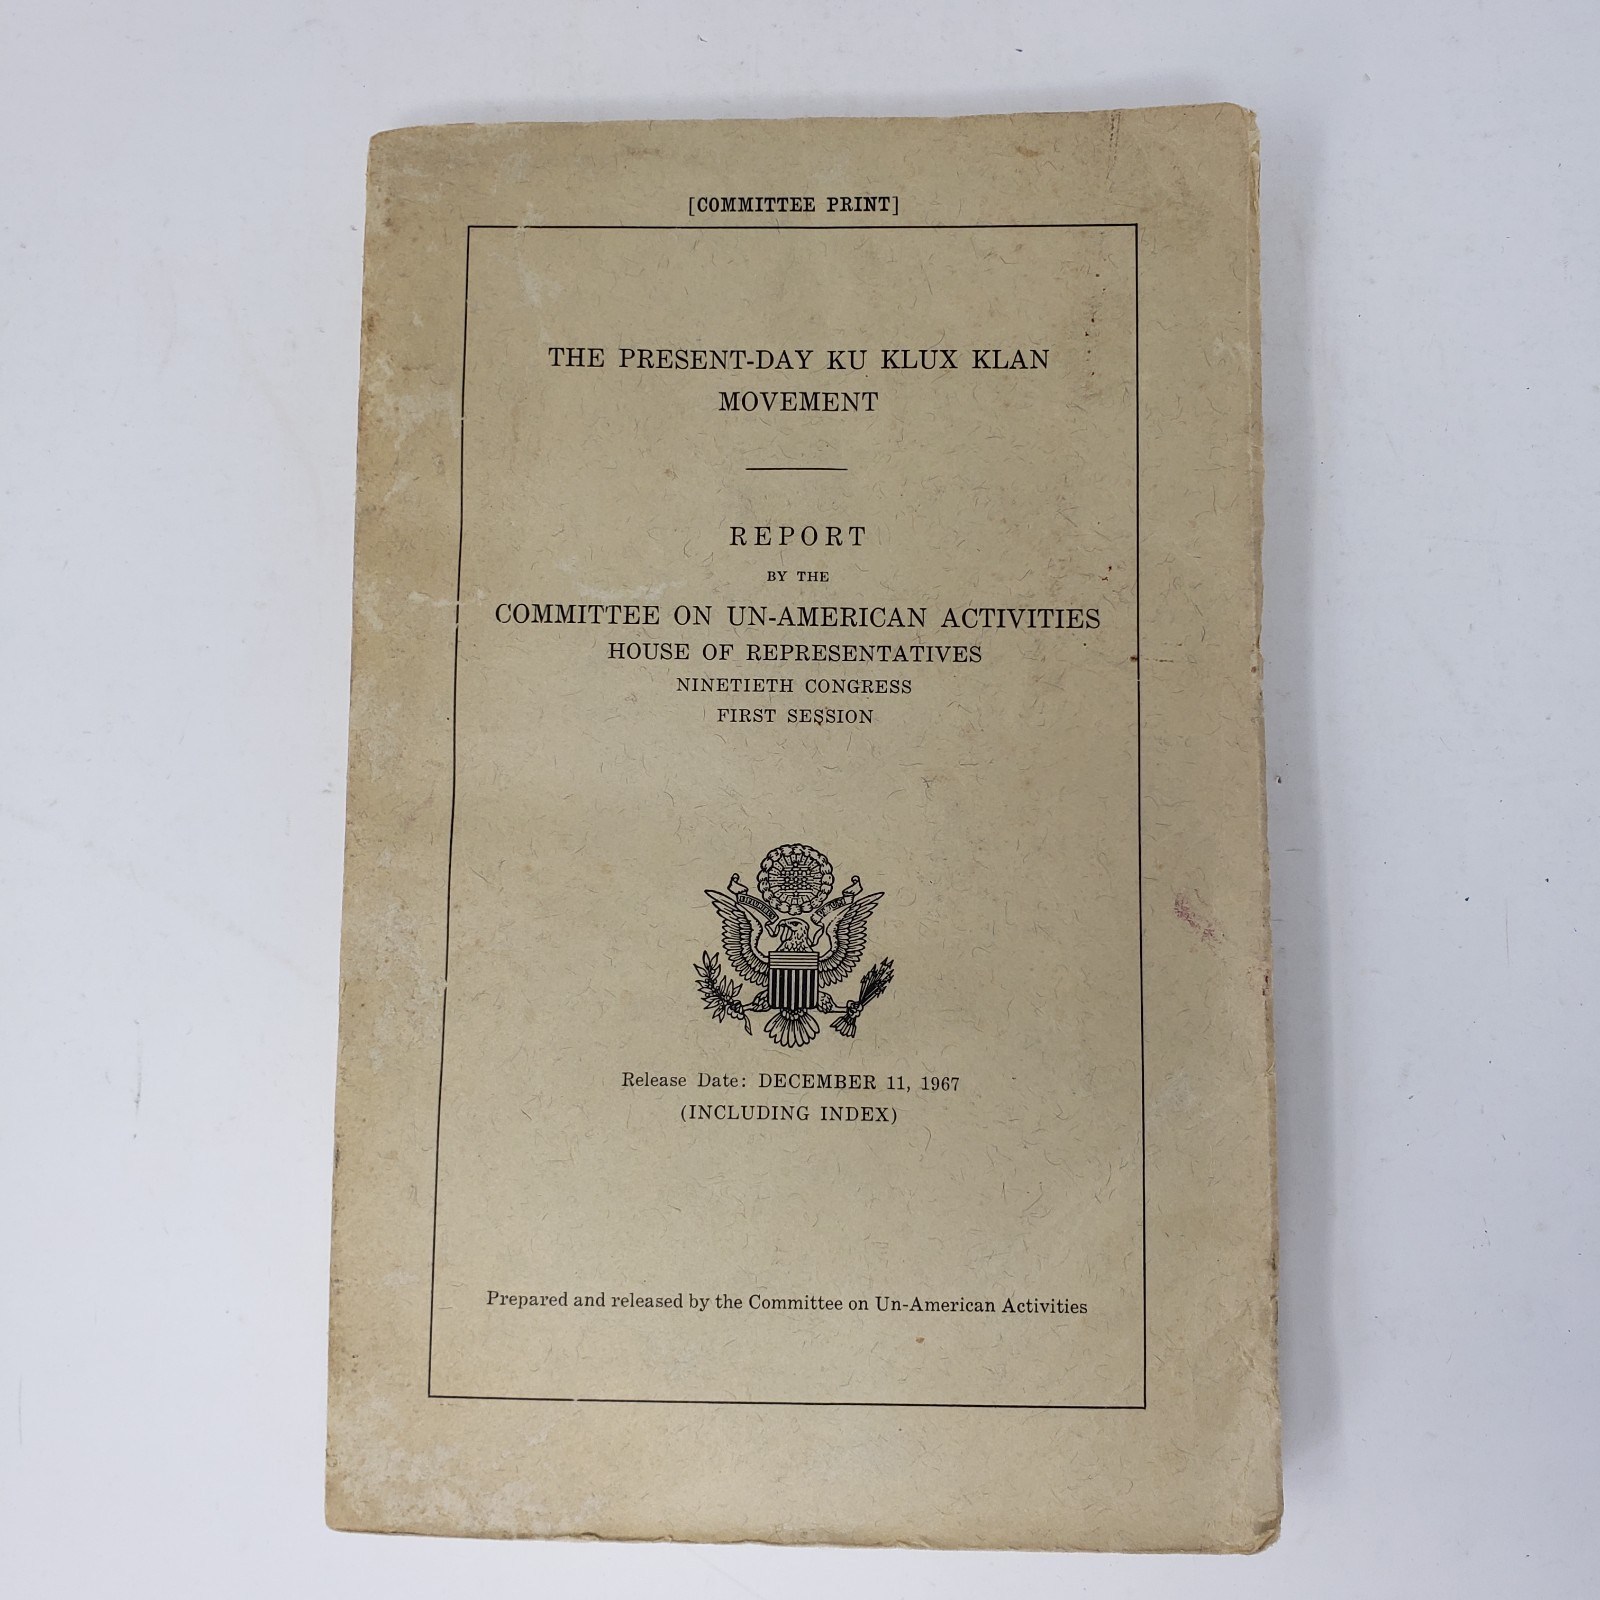 [COMMITTEE PRINT]
THE PRESENT-DAY KU KLUX KLAN
MOVEMENT
REPORT
BY THE
COMMITTEE ON UN-AMERICAN ACTIVITIES
HOUSE OF REPRESENTATIVES
NINETIETH CONGRESS
FIRST SESSION
Release Date: DECEMBER 11, 1967
(INCLUDING INDEX)
Prepared and released by the Committee on Un-American Activities